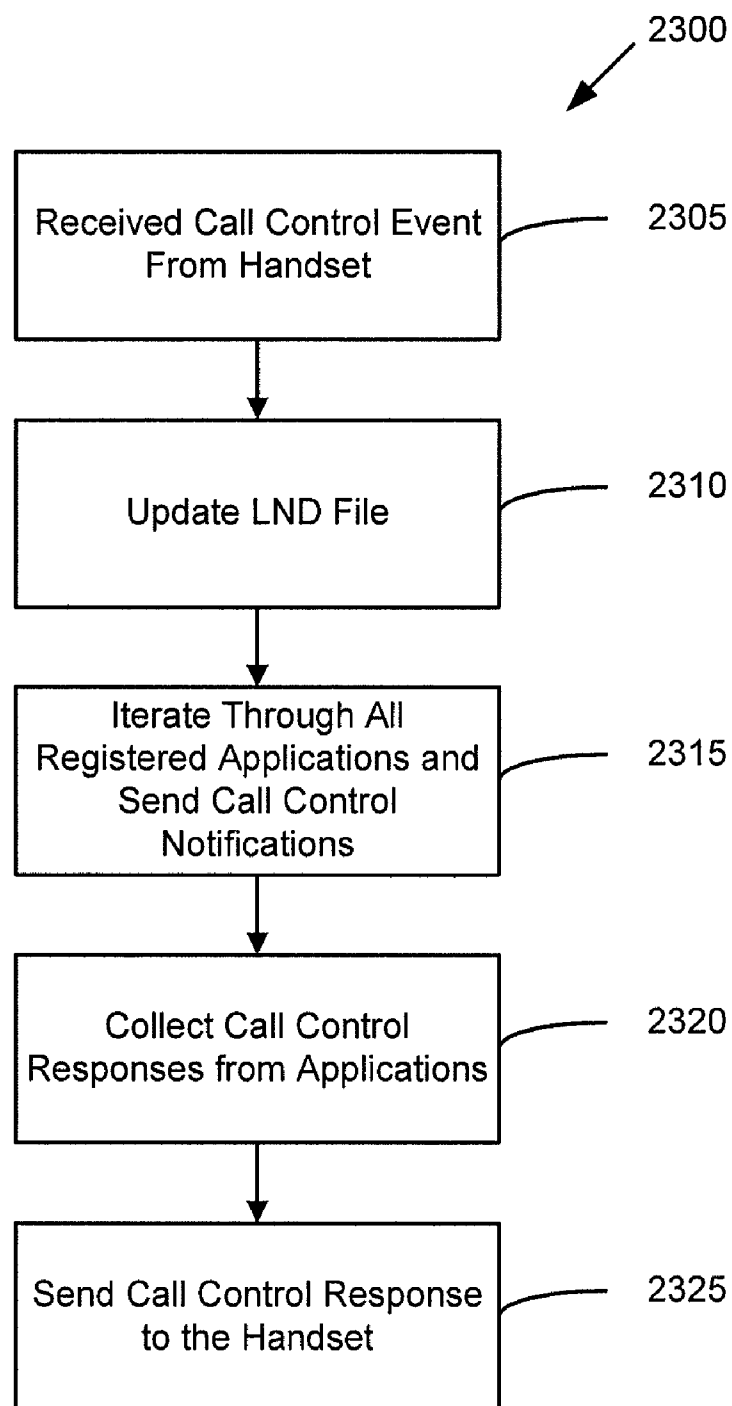 2300
Received Call Control Event
From Handset
2305
Update LND File
2310
Iterate Through All
Registered Applications and
Send Call Control
Notifications
2315
Collect Call Control
Responses from Applications
2320
Send Call Control Response
to the Handset
2325